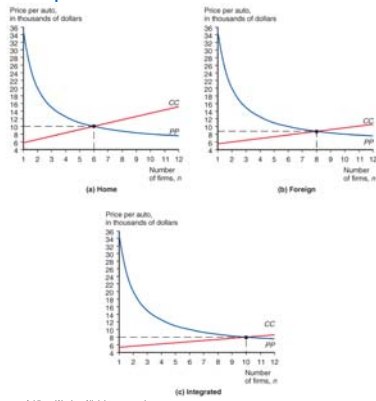 Price per auto,
in thousands of dollars
36
34
32
30
28
26
24
22
20
18
16
14
12
10
8
6
4
CC
PP
1 2 3 4 5 6 7 8 9 10 11 12
Number
of firms, n
(a) Home
Price per auto,
in thousands of dollars
36
34
32
30
28
26
24
22
20
18
16
14
12
10
8
6
4
CC
PP
1 2 3 4 5 6 7 8 9 10 11 12
Number
of firms, n
(b) Foreign
Price per auto,
in thousands of dollars
36
34
32
30
28
26
24
22
20
18
16
14
12
10
8
6
4
CC
PP
1 2 3 4 5 6 7 8 9 10 11 12
Number
of firms, n
(c) Integrated